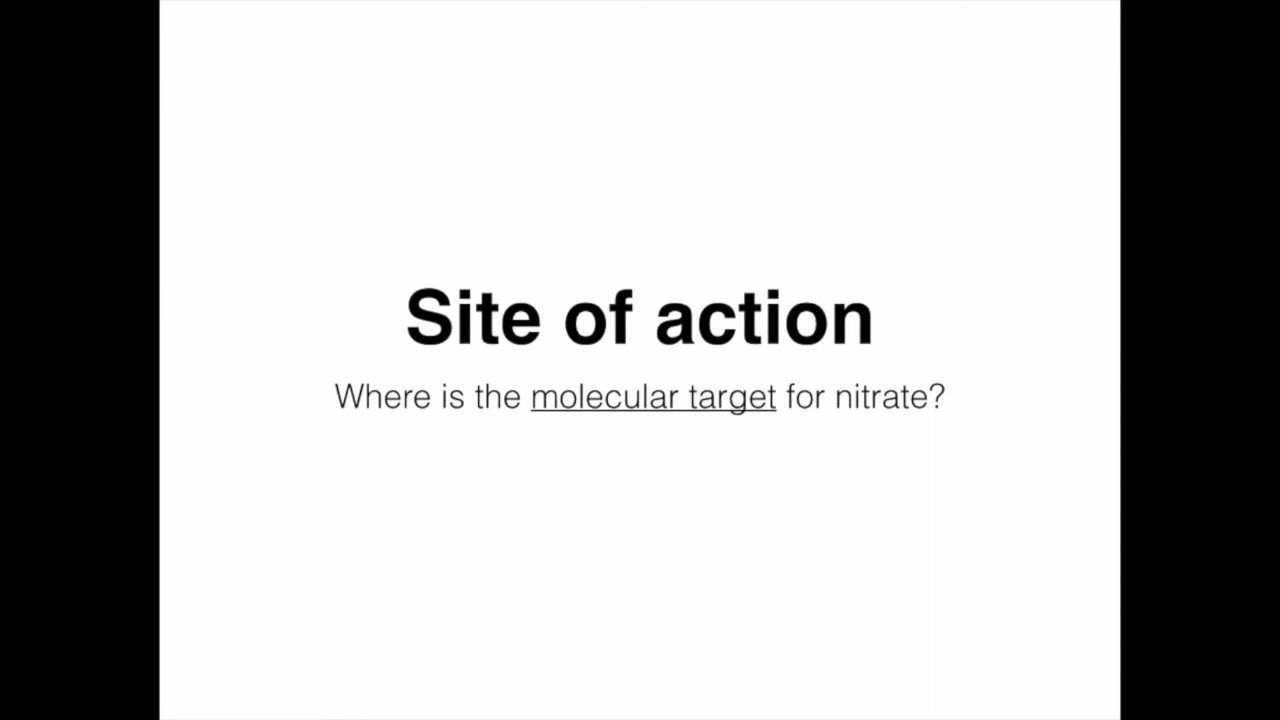 Site of action
Where is the molecular target for nitrate?